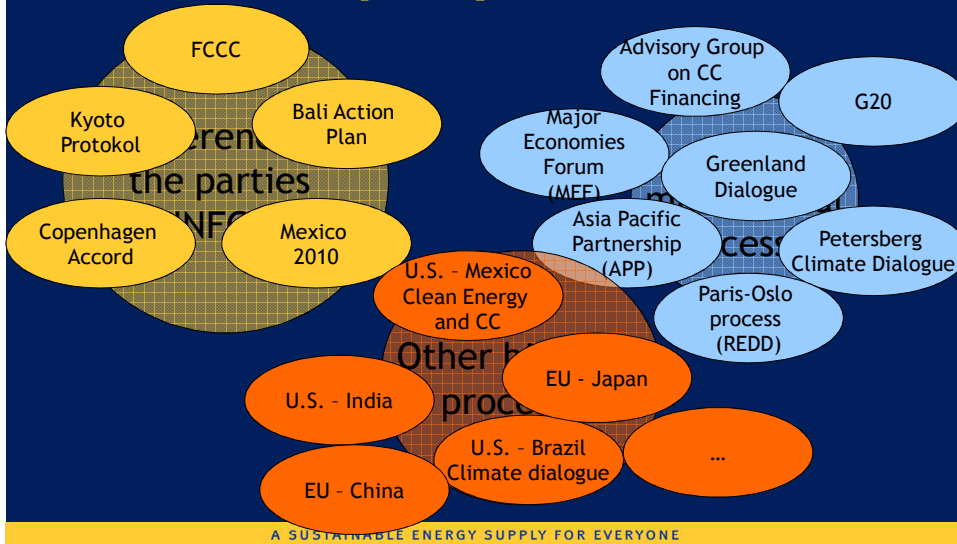 FCCC
Kyoto
Protokol
Bali Action
Plan
the parties
Copenhagen
Accord
Mexico
2010
Advisory Group
on CC
Financing
G20
Major
Economies
Forum
(MEF)
Greenland
Dialogue
Asia Pacific
Partnership
(APP)
Petersberg
Climate Dialogue
Paris-Oslo
process
(REDD)
U.S. - Mexico
Clean Energy
and CC
Other
EU - Japan
U.S. - India
U.S. - Brazil
Climate dialogue
…
EU - China
A SUSTAINABLE ENERGY SUPPLY FOR EVERYONE